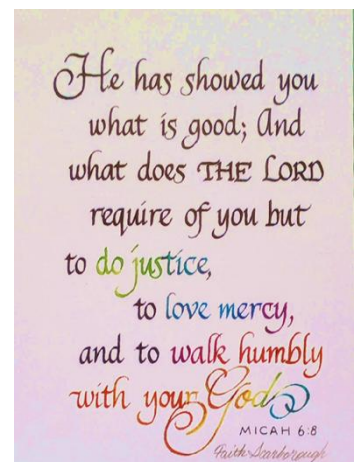 He has showed you
what is good; And
what does THE LORD
require of you but
to do justice,
to love mercy,
and to walk humbly
with your God
MICAH 6:8
Faith Scarborough